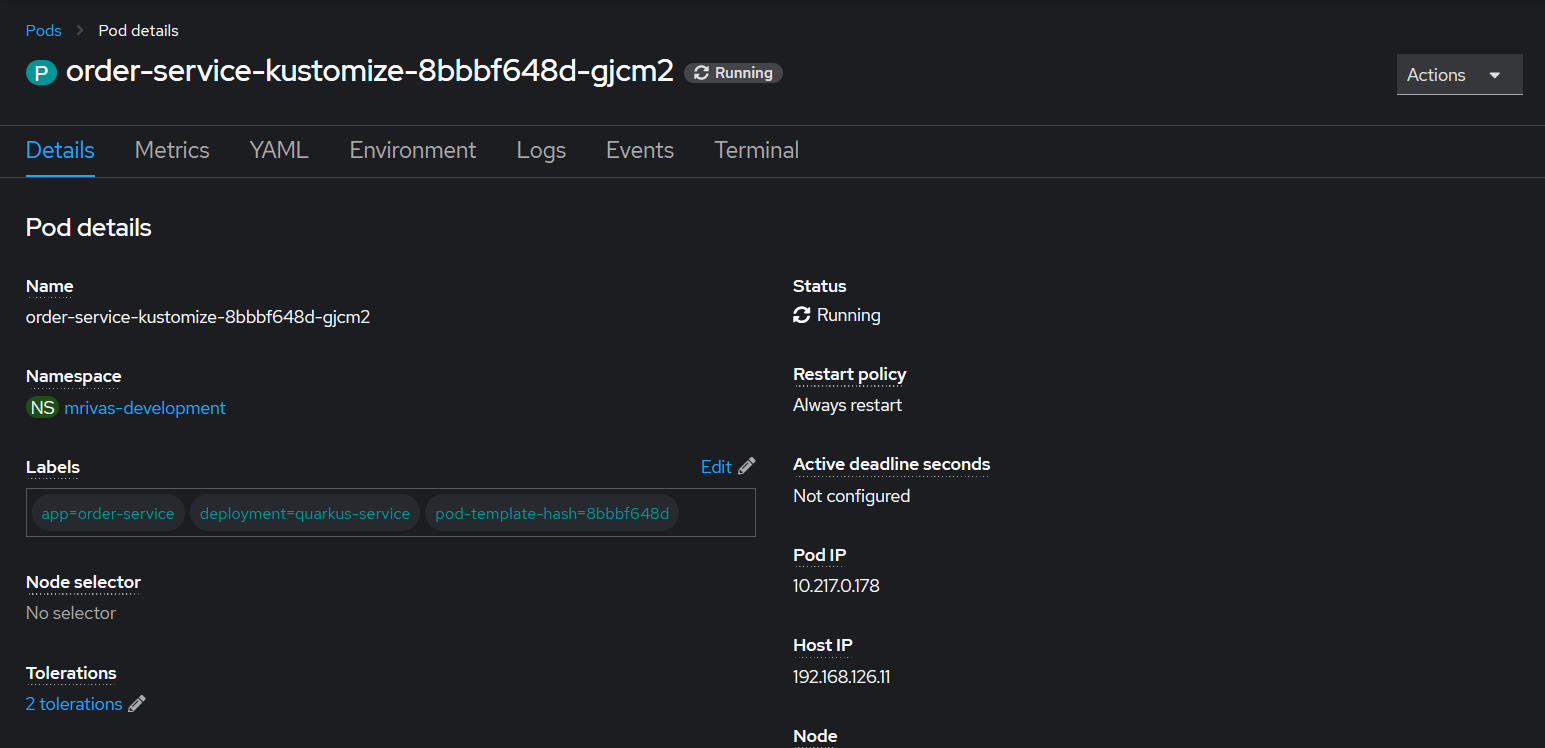 Pods > Pod details
P order-service-kustomize-8bbbf648d-gjcm2 Running
Actions
Details Metrics YAML Environment Logs Events Terminal
Pod details
Name
order-service-kustomize-8bbbf648d-gjcm2
Namespace
NS mrivas-development
Labels Edit
app=order-service deployment=quarkus-service pod-template-hash=8bbbf648d
Node selector
No selector
Tolerations
2 tolerations
Status
Running
Restart policy
Always restart
Active deadline seconds
Not configured
Pod IP
10.217.0.178
Host IP
192.168.126.11
Node